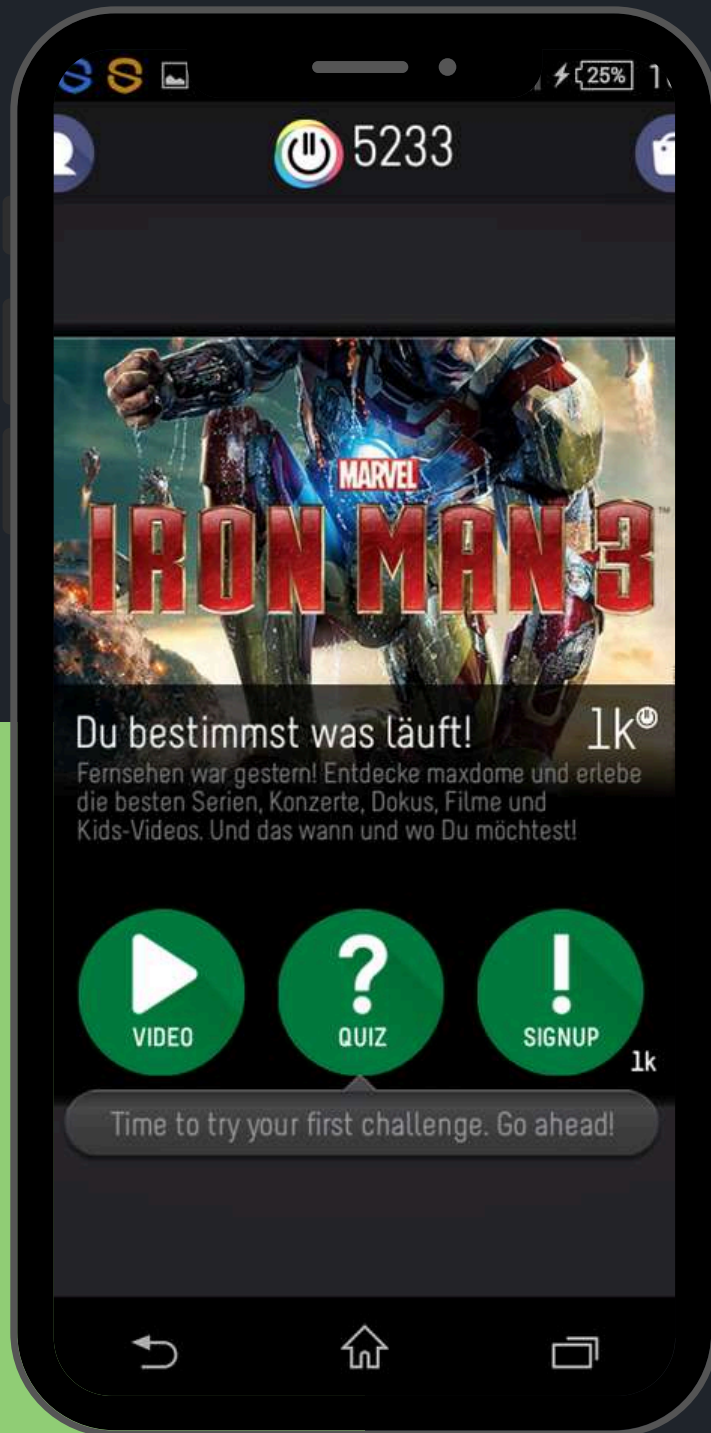 25%
5233
MARVEL
IRON MAN 3
TM
Du bestimmst was läuft!
1k
Fernsehen war gestern! Entdecke maxdome und erlebe
die besten Serien, Konzerte, Dokus, Filme und
Kids-Videos. Und das wann und wo Du möchtest!
VIDEO
QUIZ
SIGNUP
1k
Time to try your first challenge. Go ahead!